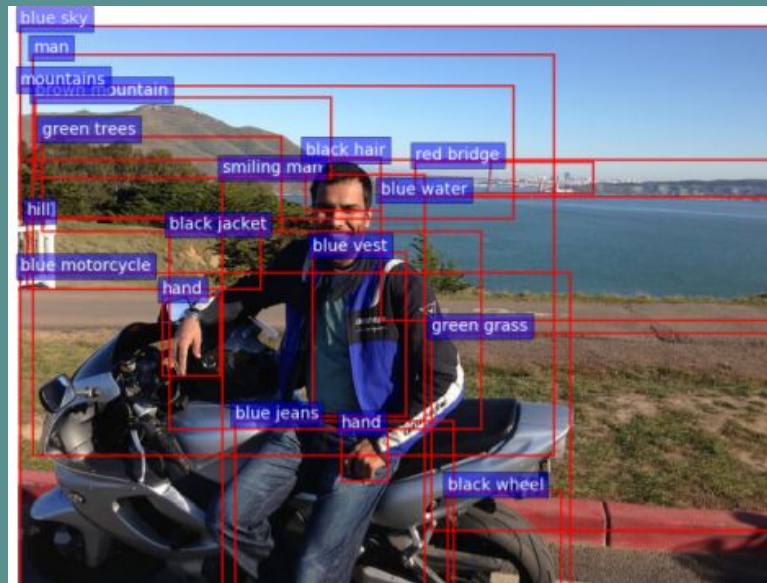 blue sky
man
mountains
brown mountain
green trees
black hair
red bridge
smiling man
blue water
hill
black jacket
blue vest
blue motorcycle
hand
green grass
blue jeans
hand
black wheel